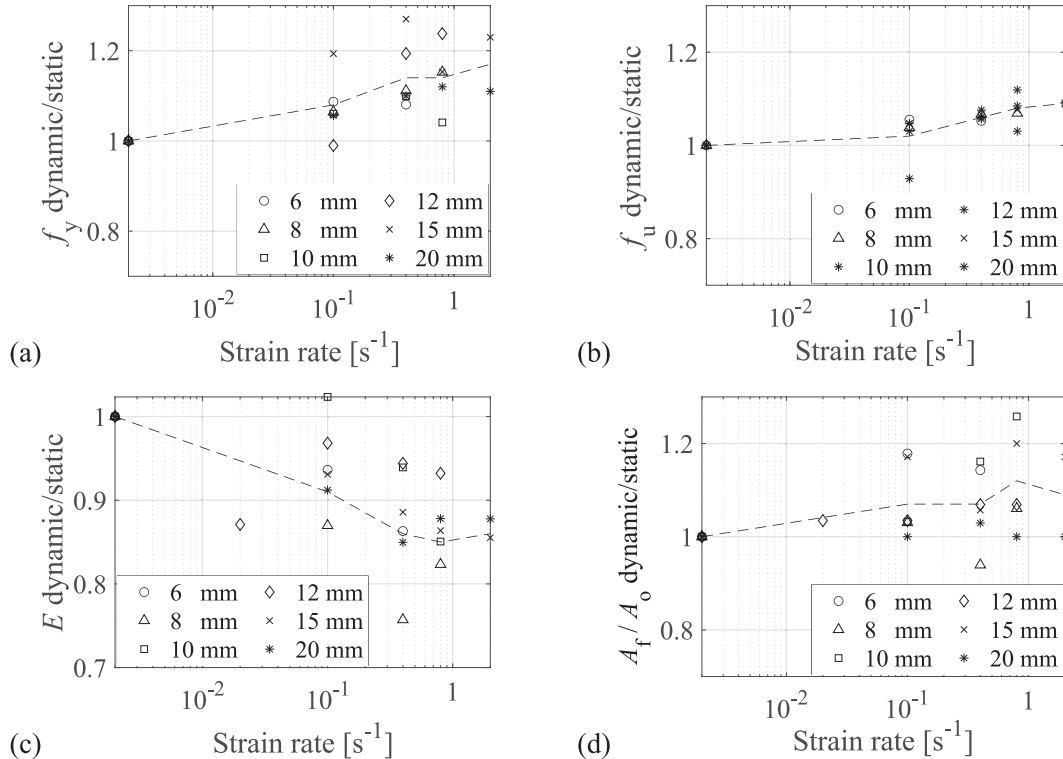 f_y dynamic/static
1.2
1
0.8
6 mm
8 mm
10 mm
12 mm
15 mm
20 mm
10^-2
10^-1
1
(a)
Strain rate [s^-1]
f_u dynamic/static
1.2
1
0.8
6 mm
8 mm
10 mm
12 mm
15 mm
20 mm
10^-2
10^-1
1
(b)
Strain rate [s^-1]
E dynamic/static
1
0.9
0.8
0.7
6 mm
8 mm
10 mm
12 mm
15 mm
20 mm
10^-2
10^-1
1
(c)
Strain rate [s^-1]
A_f / A_o dynamic/static
1.2
1
0.8
6 mm
8 mm
10 mm
12 mm
15 mm
20 mm
10^-2
10^-1
1
(d)
Strain rate [s^-1]